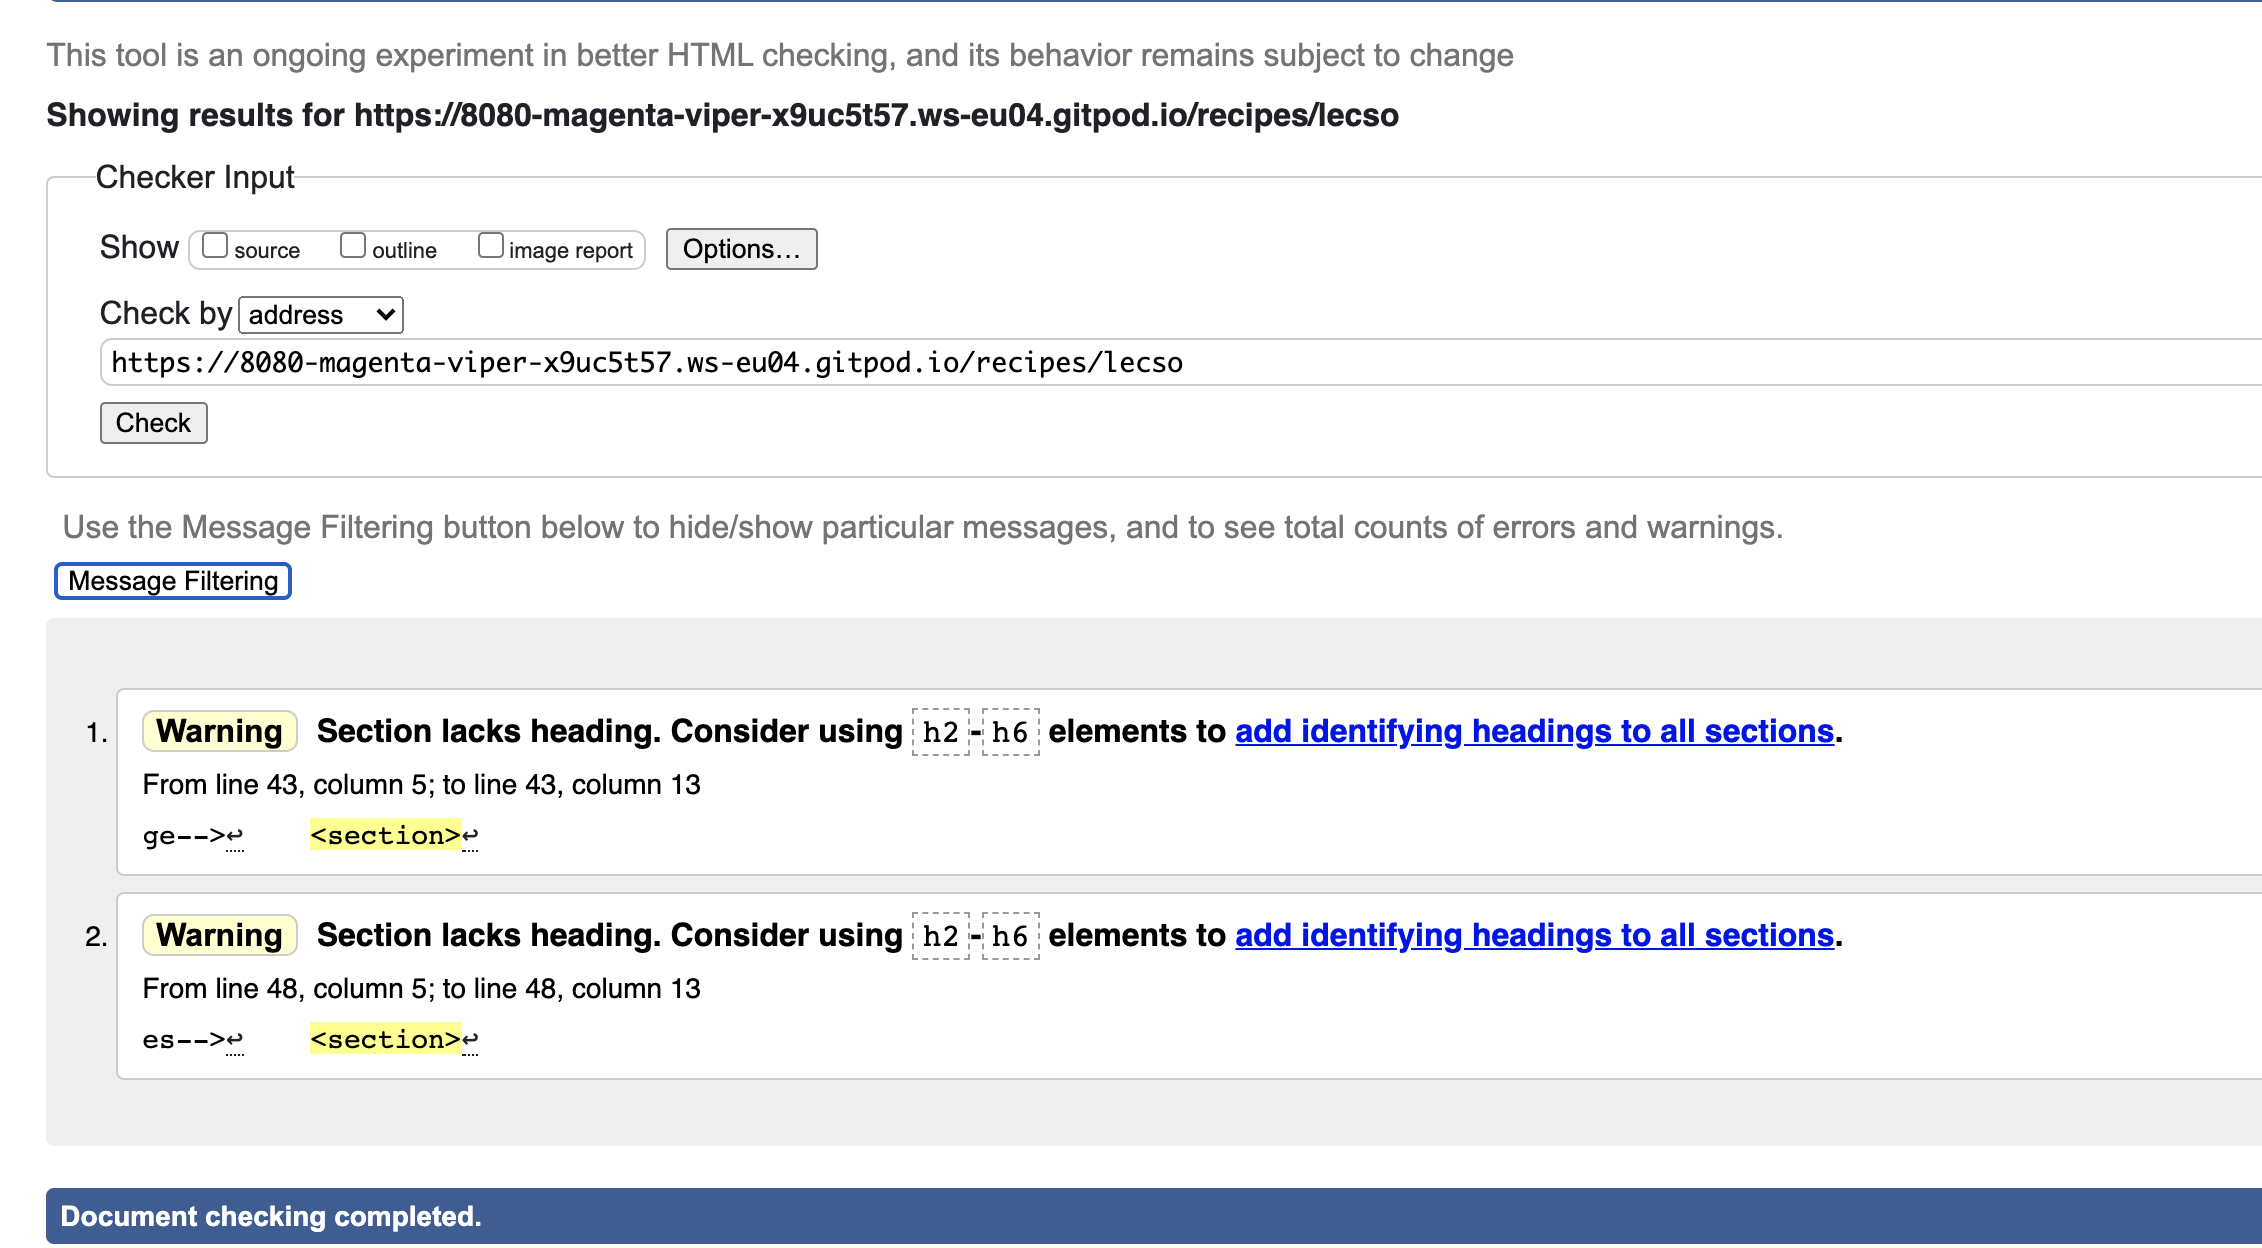 This tool is an ongoing experiment in better HTML checking, and its behavior remains subject to change
Showing results for https://8080-magenta-viper-x9uc5t57.ws-eu04.gitpod.io/recipes/lecso
Checker Input
Show source outline image report Options...
Check by address
https://8080-magenta-viper-x9uc5t57.ws-eu04.gitpod.io/recipes/lecso
Check
Use the Message Filtering button below to hide/show particular messages, and to see total counts of errors and warnings.
Message Filtering
1. Warning Section lacks heading. Consider using h2-h6 elements to add identifying headings to all sections.
From line 43, column 5; to line 43, column 13
ge-->↩ <section>↩
2. Warning Section lacks heading. Consider using h2-h6 elements to add identifying headings to all sections.
From line 48, column 5; to line 48, column 13
es-->↩ <section>↩
Document checking completed.